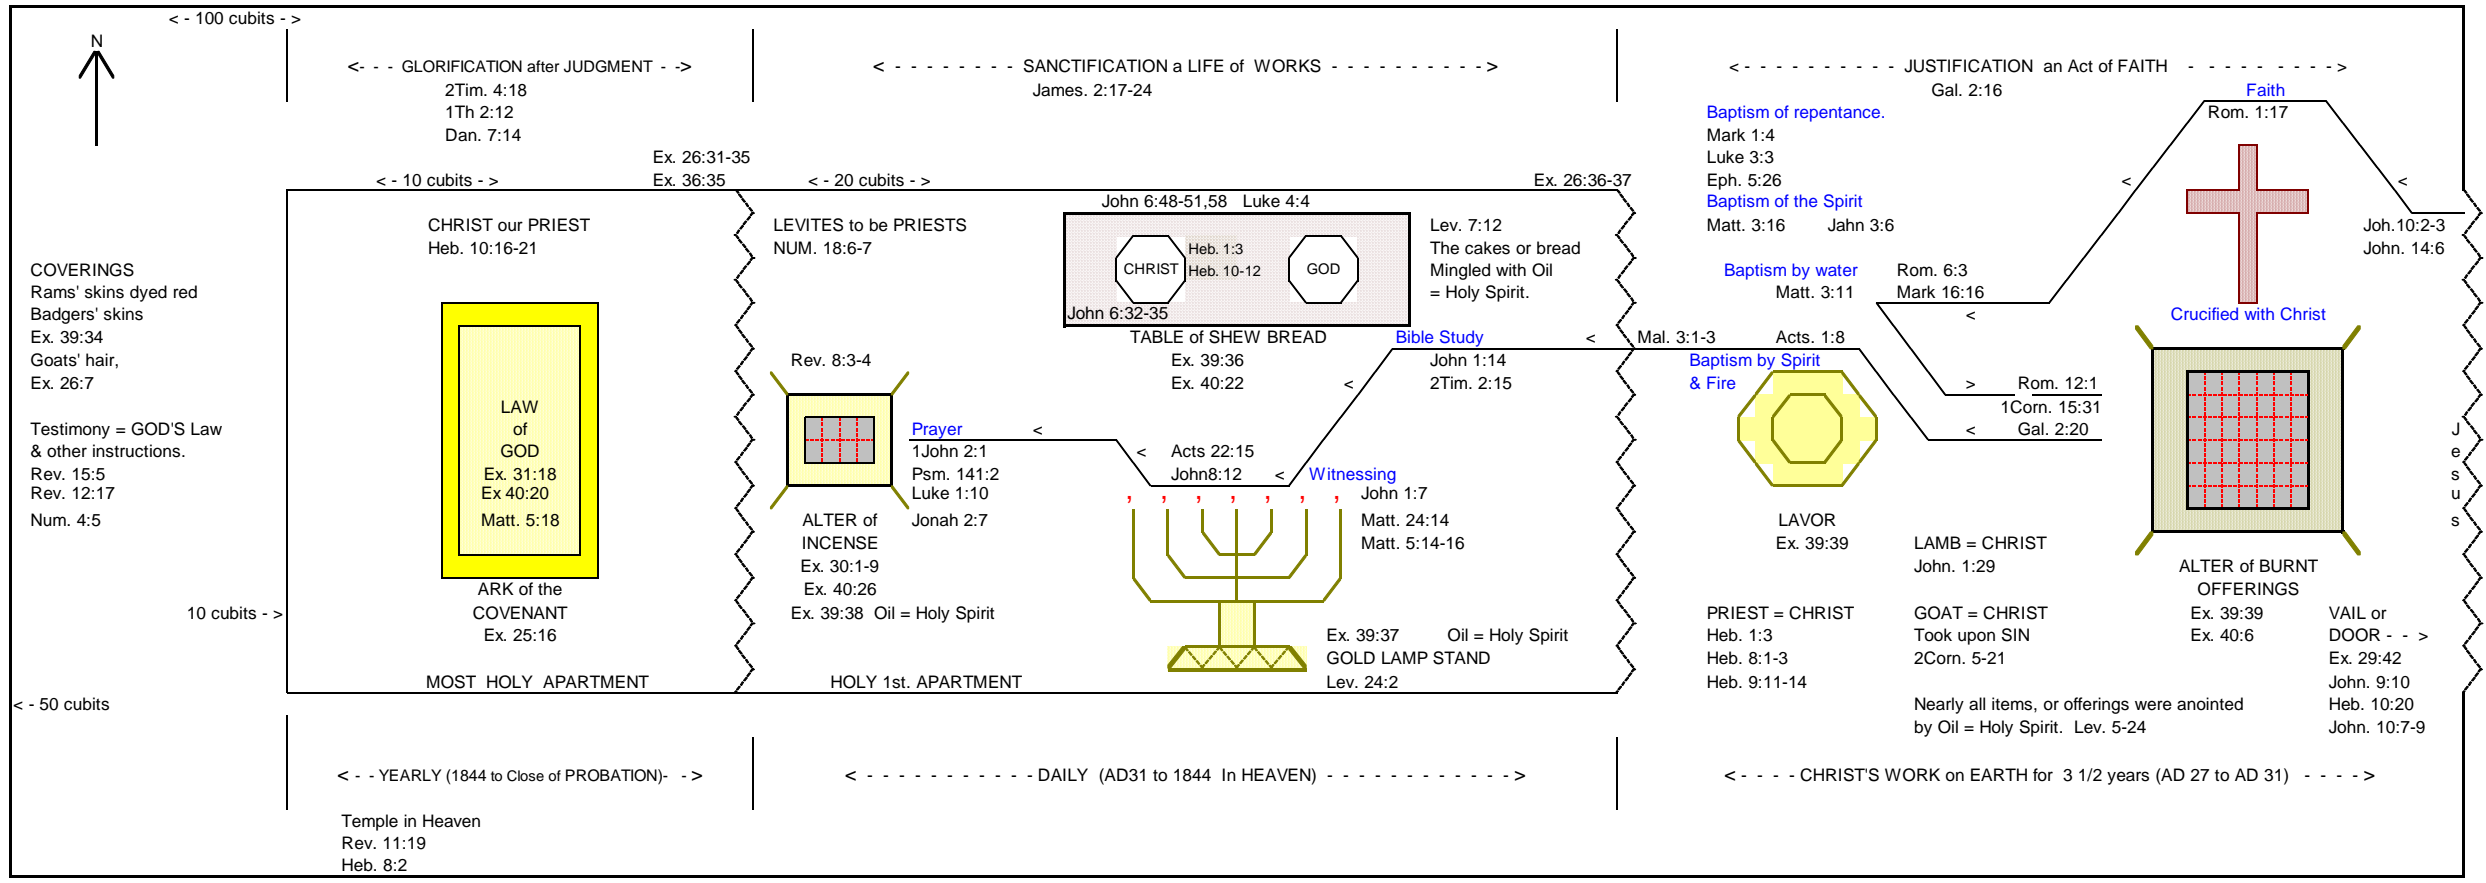 < - 100 cubits - >
N
<- - - GLORIFICATION after JUDGMENT - ->
2Tim. 4:18
1Th 2:12
Dan. 7:14
<- - - - - - - - SANCTIFICATION a LIFE of WORKS - - - - - - - - - - >
James. 2:17-24
<- - - - - - - - - - JUSTIFICATION an Act of FAITH - - - - - - - - >
Gal. 2:16
Faith
Rom. 1:17
Baptism of repentance.
Mark 1:4
Luke 3:3
Eph. 5:26
Baptism of the Spirit
Matt. 3:16 Jahn 3:6
Ex. 26:31-35
Ex. 36:35
< - 10 cubits - >
< - 20 cubits - >
Ex. 26:36-37
<
<
Joh.10:2-3
John. 14:6
COVERINGS
Rams' skins dyed red
Badgers' skins
Ex. 39:34
Goats' hair,
Ex. 26:7
Testimony = GOD'S Law
& other instructions.
Rev. 15:5
Rev. 12:17
Num. 4:5
10 cubits - >
< - 50 cubits
CHRIST our PRIEST
Heb. 10:16-21
LAW
of
GOD
Ex. 31:18
Ex 40:20
Matt. 5:18
ARK of the
COVENANT
Ex. 25:16
MOST HOLY APARTMENT
LEVITES to be PRIESTS
NUM. 18:6-7
John 6:48-51,58 Luke 4:4
CHRIST
Heb. 1:3
Heb. 10-12
GOD
John 6:32-35
TABLE of SHEW BREAD
Ex. 39:36
Ex. 40:22
Lev. 7:12
The cakes or bread
Mingled with Oil
= Holy Spirit.
Bible Study <
John 1:14
2Tim. 2:15
<
Rev. 8:3-4
Prayer <
1John 2:1
Psm. 141:2
Luke 1:10
Jonah 2:7
< Acts 22:15
John8:12 <
Witnessing
John 1:7
Matt. 24:14
Matt. 5:14-16
, , , , , , ,
ALTER of
INCENSE
Ex. 30:1-9
Ex. 40:26
Ex. 39:38 Oil = Holy Spirit
Ex. 39:37 Oil = Holy Spirit
GOLD LAMP STAND
Lev. 24:2
HOLY 1st. APARTMENT
Baptism by water
Matt. 3:11
Rom. 6:3
Mark 16:16
<
Mal. 3:1-3 Acts. 1:8
Baptism by Spirit
& Fire
> Rom. 12:1
1Corn. 15:31
< Gal. 2:20
Crucified with Christ
LAVOR
Ex. 39:39
LAMB = CHRIST
John. 1:29
PRIEST = CHRIST
Heb. 1:3
Heb. 8:1-3
Heb. 9:11-14
GOAT = CHRIST
Took upon SIN
2Corn. 5-21
Nearly all items, or offerings were anointed
by Oil = Holy Spirit. Lev. 5-24
ALTER of BURNT
OFFERINGS
Ex. 39:39
Ex. 40:6
VAIL or
DOOR - - >
Ex. 29:42
John. 9:10
Heb. 10:20
John. 10:7-9
J
e
s
u
s
< - - YEARLY (1844 to Close of PROBATION)- - >
< - - - - - - - - - - - DAILY (AD31 to 1844 In HEAVEN) - - - - - - - - - - - - >
< - - - - CHRIST'S WORK on EARTH for 3 1/2 years (AD 27 to AD 31) - - - - >
Temple in Heaven
Rev. 11:19
Heb. 8:2